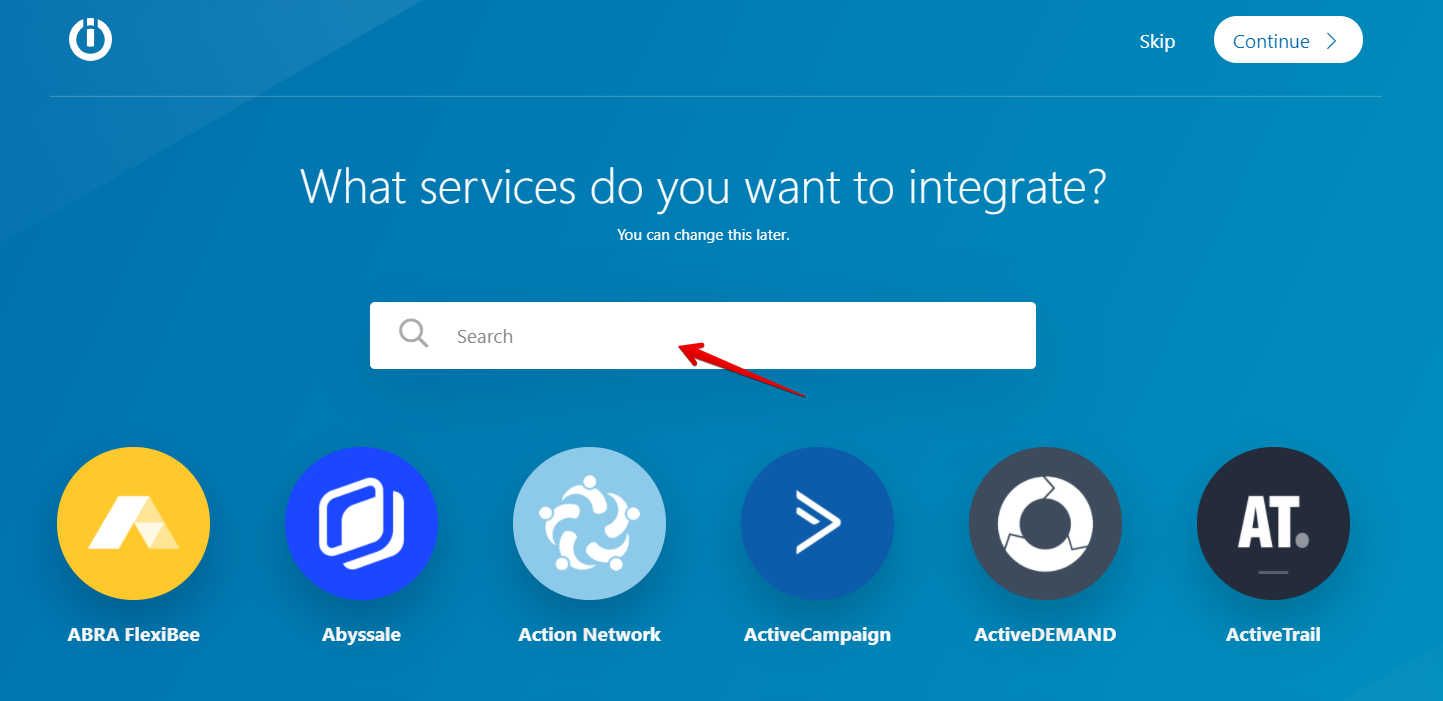 Skip
Continue
What services do you want to integrate?
You can change this later.
Search
AT.
ABRA FlexiBee
Abyssale
Action Network
ActiveCampaign
ActiveDEMAND
ActiveTrail